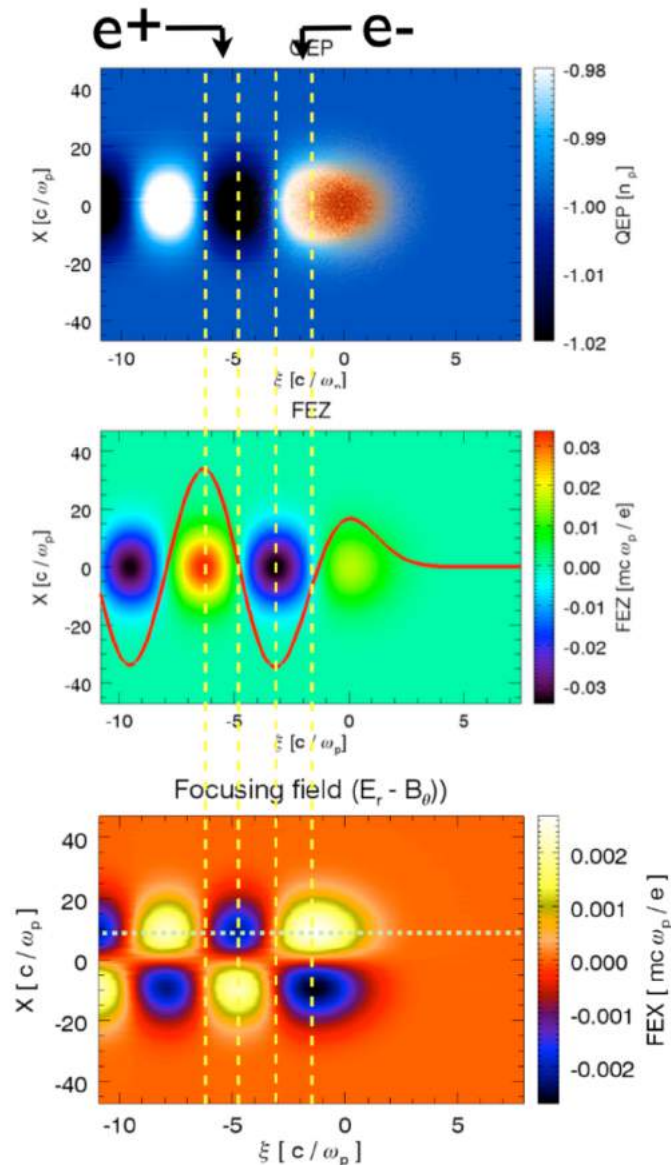 e+ e-
QEP
40
20
0
-20
-40
X [ c / ωp ]
-10 -5 0 5
ξ [ c / ωp ]
-0.98
-0.99
-1.00
-1.01
-1.02
QEP [ np ]
FEZ
40
20
0
-20
-40
X [ c / ωp ]
-10 -5 0 5
ξ [ c / ωp ]
0.03
0.02
0.01
0.00
-0.01
-0.02
-0.03
FEZ [ mc ωp / e ]
Focusing field (E_r - B_θ))
40
20
0
-20
-40
X [ c / ωp ]
-10 -5 0 5
ξ [ c / ωp ]
0.002
0.001
0.000
-0.001
-0.002
FEX [ mc ωp / e ]